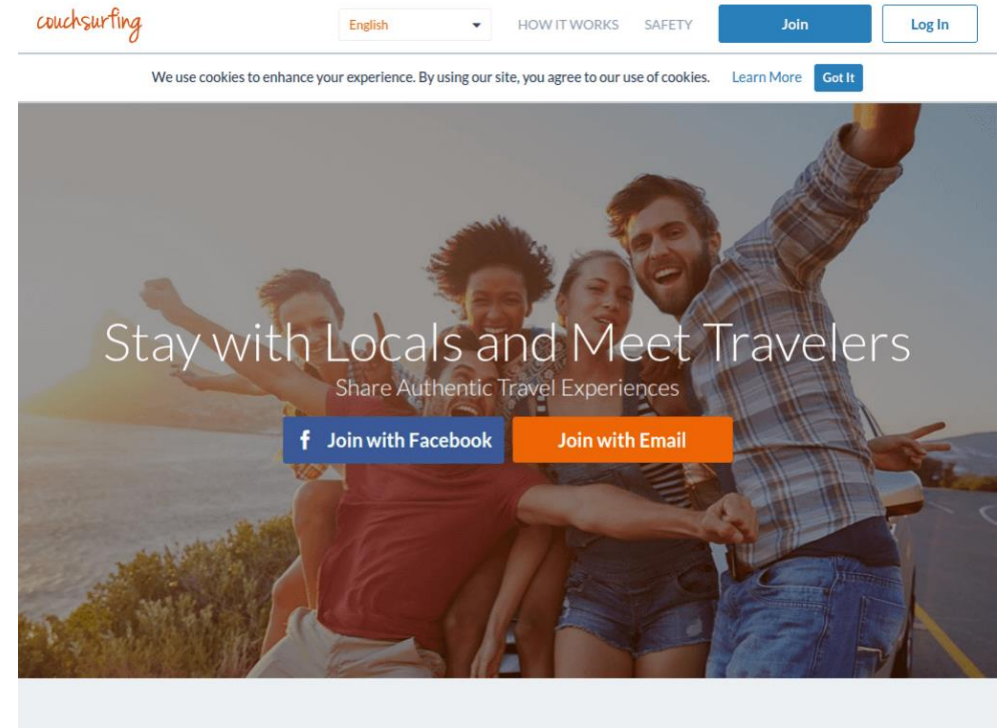 couchsurfing
English
HOW IT WORKS
SAFETY
Join
Log In
We use cookies to enhance your experience. By using our site, you agree to our use of cookies. Learn More Got It
Stay with Locals and Meet Travelers
Share Authentic Travel Experiences
f Join with Facebook
Join with Email